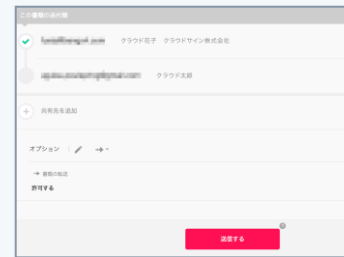 この書類の送付順
クラウド花子 クラウドサイン株式会社
クラウド太郎
共有先を追加
オプション
書類の転送
許可する
送信する